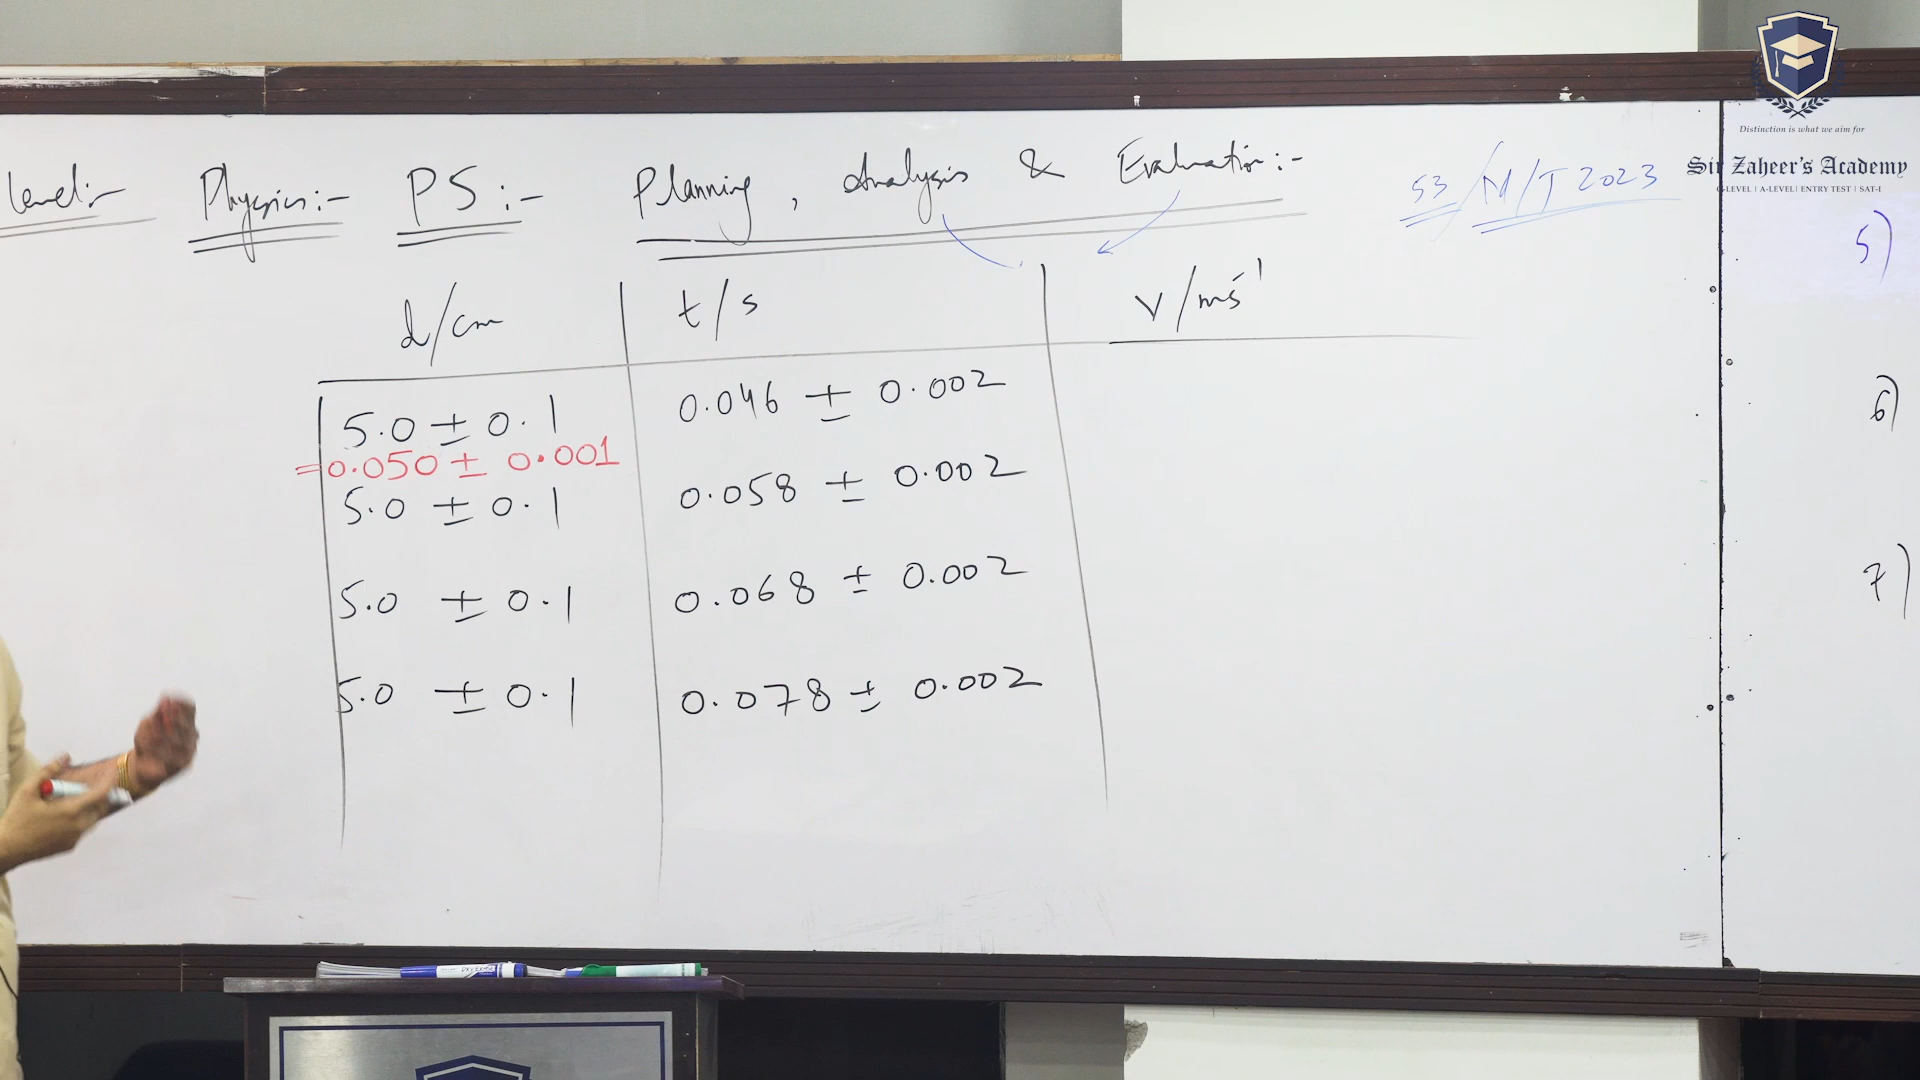 Level:- Physics:- P5:- Planning, Analysis & Evaluation:-
53/M/J 2023
Distinction is what we aim for
Sir Zaheer's Academy
O-LEVEL | A-LEVEL | ENTRY TEST | SAT-I
d/cm t/s V/ms⁻¹
5.0 ± 0.1 0.046 ± 0.002
=0.050 ± 0.001
5.0 ± 0.1 0.058 ± 0.002
5.0 ± 0.1 0.068 ± 0.002
5.0 ± 0.1 0.078 ± 0.002
5)
6)
7)